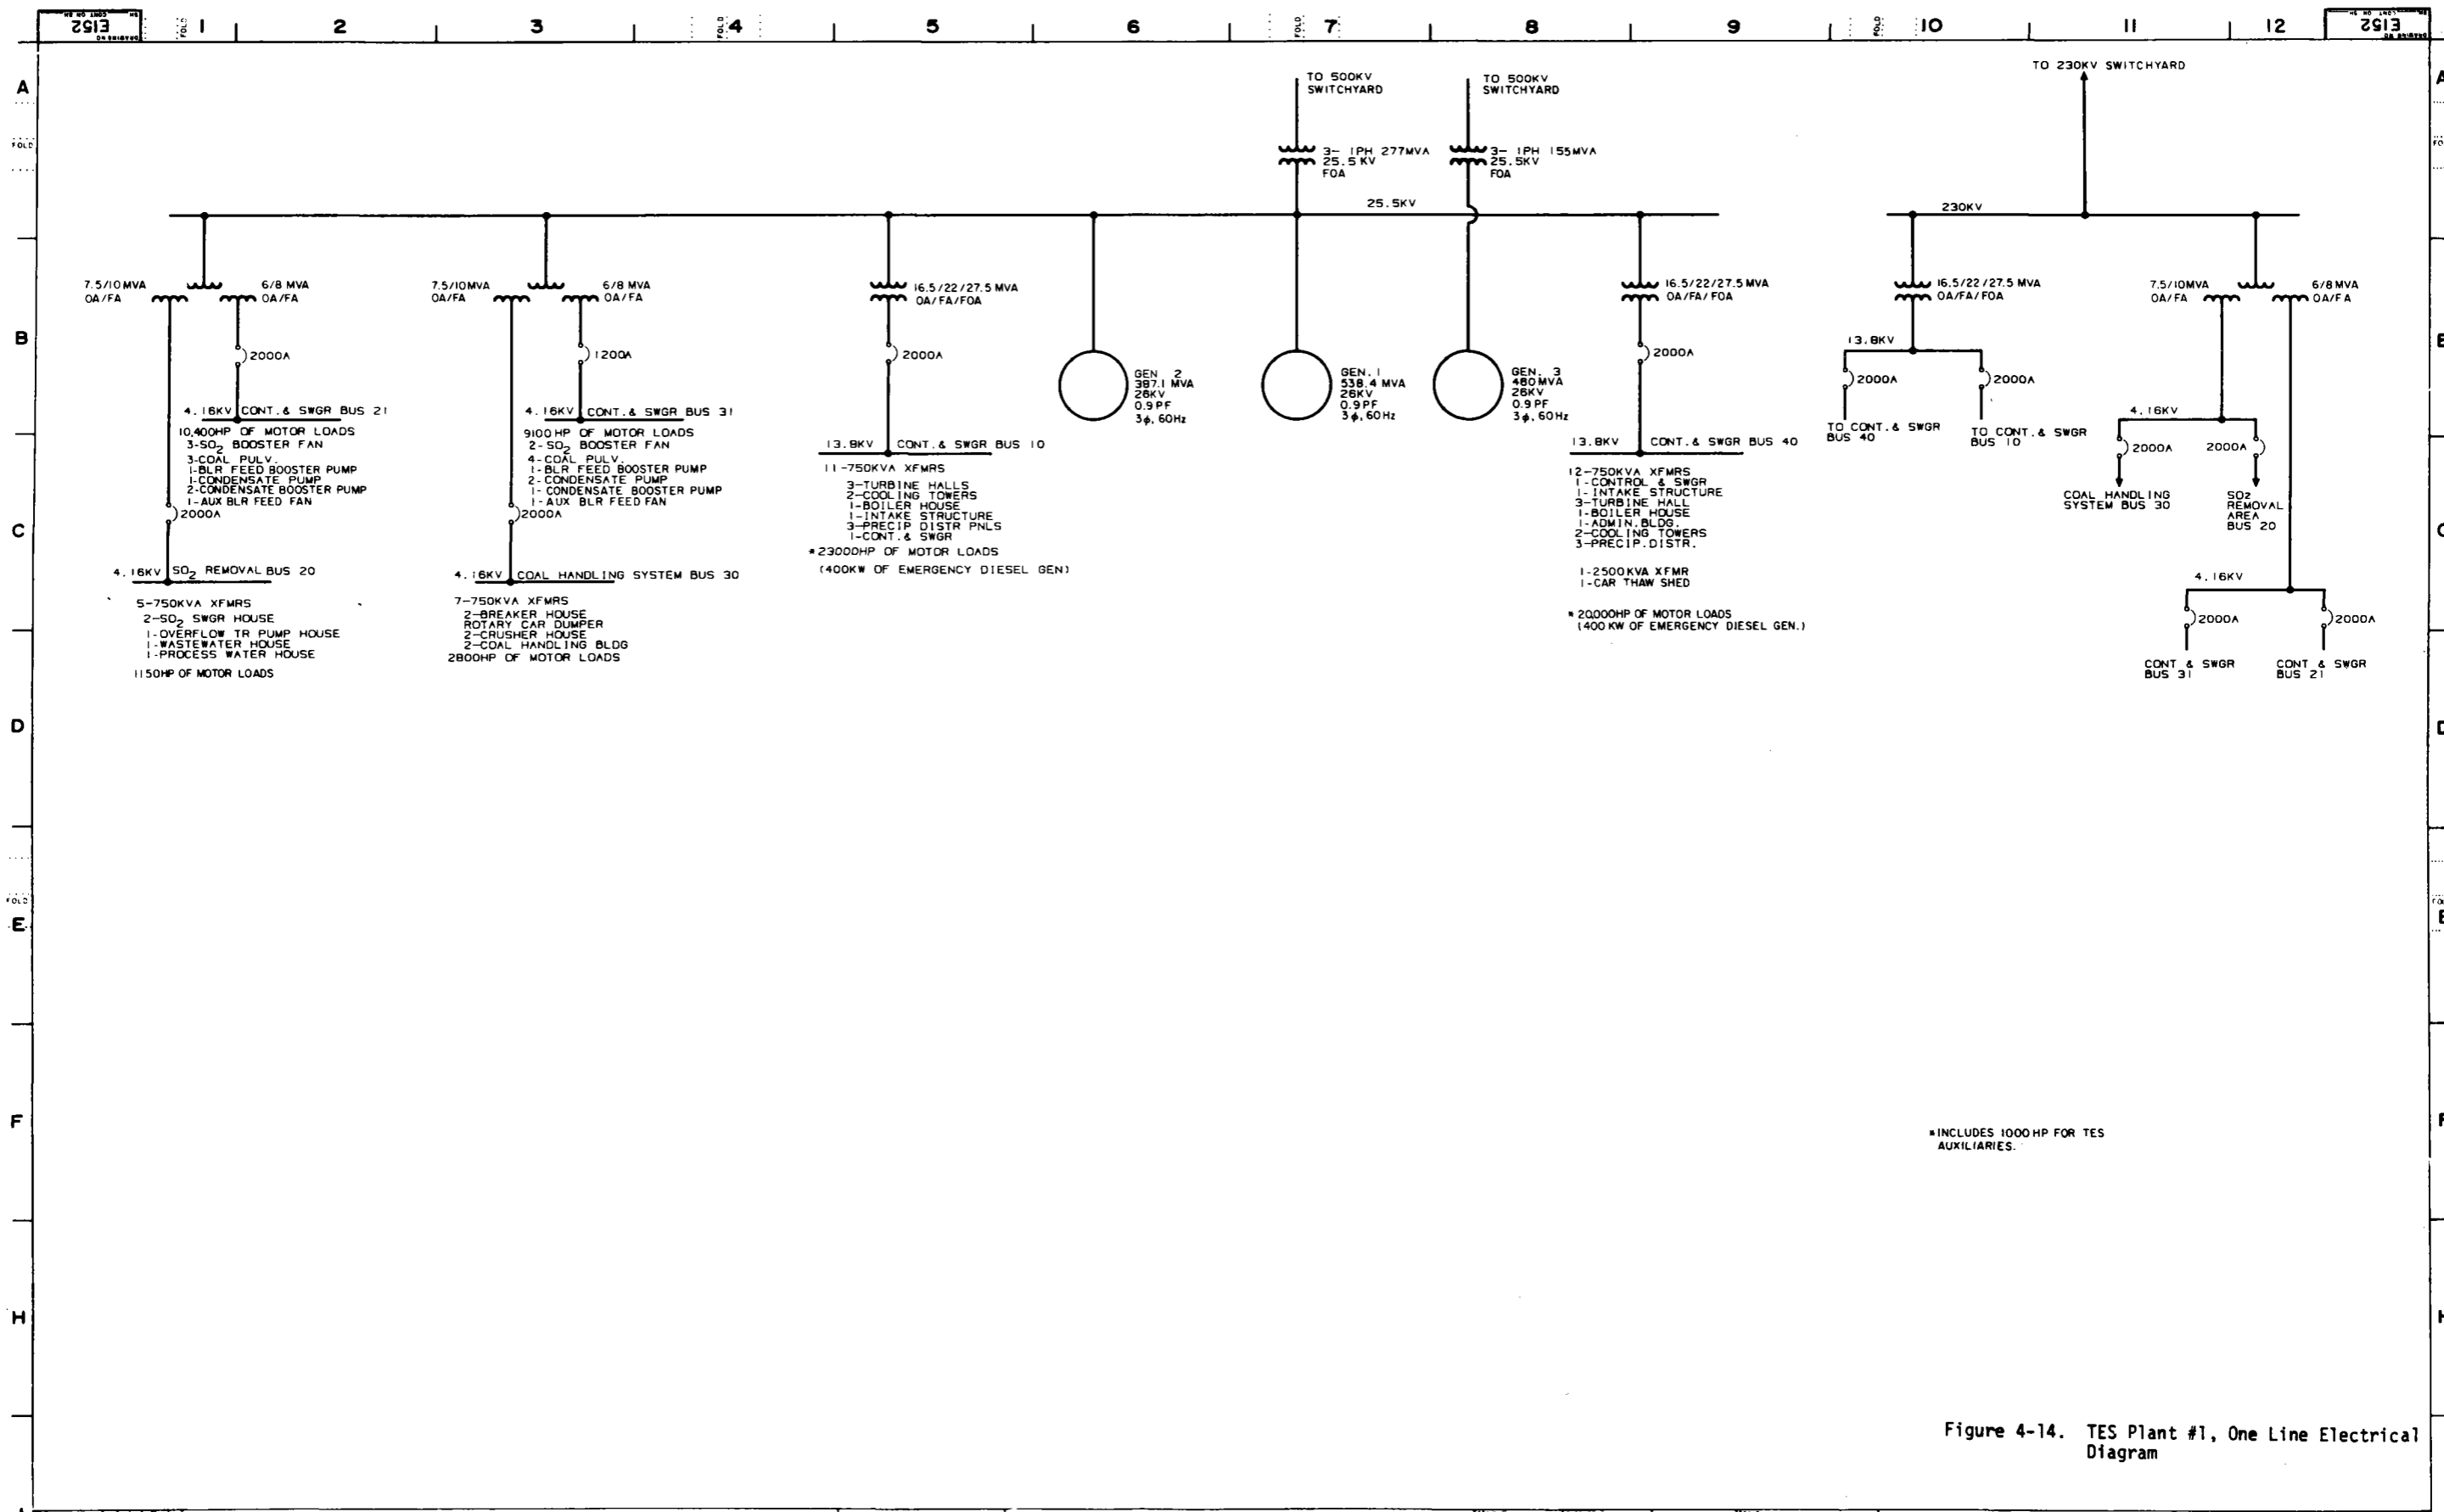 E152
DRAWING NO
1 2 3 4 5 6 7 8 9 10 11 12
E152
DRAWING NO
FOLD FOLD FOLD FOLD
A
B
C
D
E
F
H
A
B
C
D
E
F
H
FOLD
FOLD
TO 500KV
SWITCHYARD
3- 1PH 277MVA
25.5 KV
FOA
TO 500KV
SWITCHYARD
3- 1PH 155MVA
25.5KV
FOA
TO 230KV SWITCHYARD
25.5KV
230KV
7.5/10MVA
OA/FA
6/8 MVA
OA/FA
2000A
4.16KV CONT. & SWGR BUS 21
10,400HP OF MOTOR LOADS
3-SO2 BOOSTER FAN
3-COAL PULV.
1-BLR FEED BOOSTER PUMP
1-CONDENSATE PUMP
2-CONDENSATE BOOSTER PUMP
1-AUX BLR FEED FAN
2000A
4.16KV SO2 REMOVAL BUS 20
5-750KVA XFMRS
2-SO2 SWGR HOUSE
1-OVERFLOW TR PUMP HOUSE
1-WASTEWATER HOUSE
1-PROCESS WATER HOUSE
1150HP OF MOTOR LOADS
7.5/10MVA
OA/FA
6/8 MVA
OA/FA
1200A
4.16KV CONT. & SWGR BUS 31
9100HP OF MOTOR LOADS
2-SO2 BOOSTER FAN
4-COAL PULV.
1-BLR FEED BOOSTER PUMP
2-CONDENSATE PUMP
1-CONDENSATE BOOSTER PUMP
1-AUX BLR FEED FAN
2000A
4.16KV COAL HANDLING SYSTEM BUS 30
7-750KVA XFMRS
2-BREAKER HOUSE
ROTARY CAR DUMPER
2-CRUSHER HOUSE
2-COAL HANDLING BLDG
2800HP OF MOTOR LOADS
16.5/22/27.5 MVA
OA/FA/FOA
2000A
13.8KV CONT. & SWGR BUS 10
11-750KVA XFMRS
3-TURBINE HALLS
2-COOLING TOWERS
1-BOILER HOUSE
1-INTAKE STRUCTURE
3-PRECIP DISTR PNLS
1-CONT. & SWGR
*23000HP OF MOTOR LOADS
(400KW OF EMERGENCY DIESEL GEN)
GEN 2
387.1 MVA
26KV
0.9 PF
3ϕ, 60Hz
GEN. 1
538.4 MVA
26KV
0.9 PF
3ϕ, 60Hz
GEN. 3
480MVA
26KV
0.9 PF
3ϕ, 60Hz
16.5/22/27.5MVA
OA/FA/FOA
2000A
13.8KV CONT. & SWGR BUS 40
12-750KVA XFMRS
1-CONTROL & SWGR
1-INTAKE STRUCTURE
3-TURBINE HALL
1-BOILER HOUSE
1-ADMIN.BLDG.
2-COOLING TOWERS
3-PRECIP.DISTR.
1-2500KVA XFMR
1-CAR THAW SHED
*20,000HP OF MOTOR LOADS
(400 KW OF EMERGENCY DIESEL GEN.)
16.5/22/27.5 MVA
OA/FA/FOA
13.8KV
2000A
2000A
TO CONT. & SWGR
BUS 40
TO CONT. & SWGR
BUS 10
7.5/10MVA
OA/FA
6/8 MVA
OA/FA
4.16KV
2000A
2000A
COAL HANDLING
SYSTEM BUS 30
SO2
REMOVAL
AREA
BUS 20
4.16KV
2000A
2000A
CONT & SWGR
BUS 31
CONT & SWGR
BUS 21
*INCLUDES 1000 HP FOR TES
AUXILIARIES.
Figure 4-14. TES Plant #1, One Line Electrical
Diagram